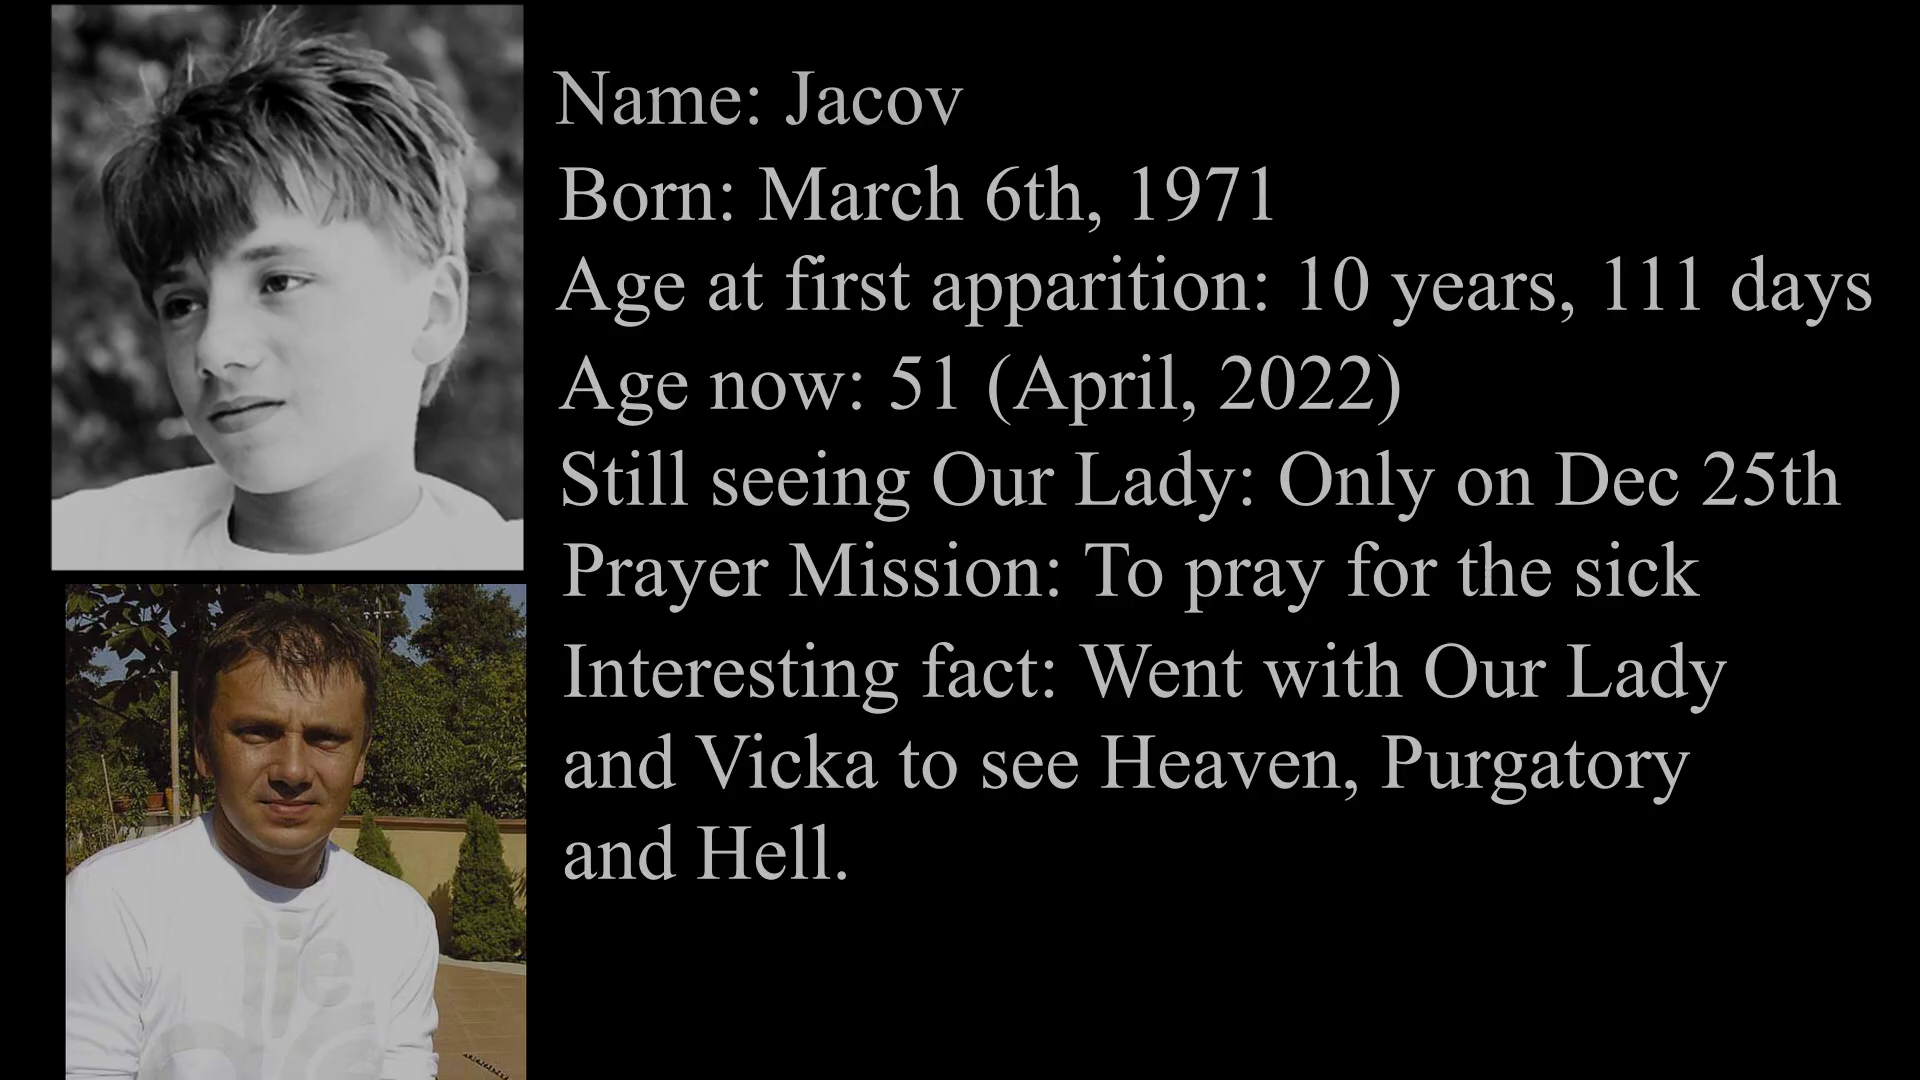 Name: Jacov
Born: March 6th, 1971
Age at first apparition: 10 years, 111 days
Age now: 51 (April, 2022)
Still seeing Our Lady: Only on Dec 25th
Prayer Mission: To pray for the sick
Interesting fact: Went with Our Lady
and Vicka to see Heaven, Purgatory
and Hell.